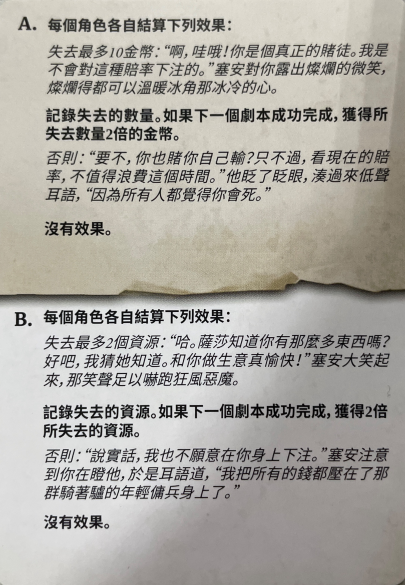 A. 每個角色各自結算下列效果：
失去最多10金幣：“啊，哇哦！你是個真正的賭徒。我是
不會對這種賠率下注的。”塞安對你露出燦爛的微笑，
燦爛得都可以溫暖冰角那冰冷的心。
記錄失去的數量。如果下一個劇本成功完成，獲得所
失去數量2倍的金幣。
否則：“要不，你也賭你自己輸？只不過，看現在的賠
率，不值得浪費這個時間。”他眨了眨眼，湊過來低聲
耳語，“因為所有人都覺得你會死。”
沒有效果。
B. 每個角色各自結算下列效果：
失去最多2個資源：“哈。薩莎知道你有那麼多東西嗎？
好吧，我猜她知道。和你做生意真愉快！”塞安大笑起
來，那笑聲足以嚇跑狂風惡魔。
記錄失去的資源。如果下一個劇本成功完成，獲得2倍
所失去的資源。
否則：“說實話，我也不願意在你身上下注。”塞安注意
到你在瞪他，於是耳語道，“我把所有的錢都壓在了那
群騎著驢的年輕傭兵身上了。”
沒有效果。